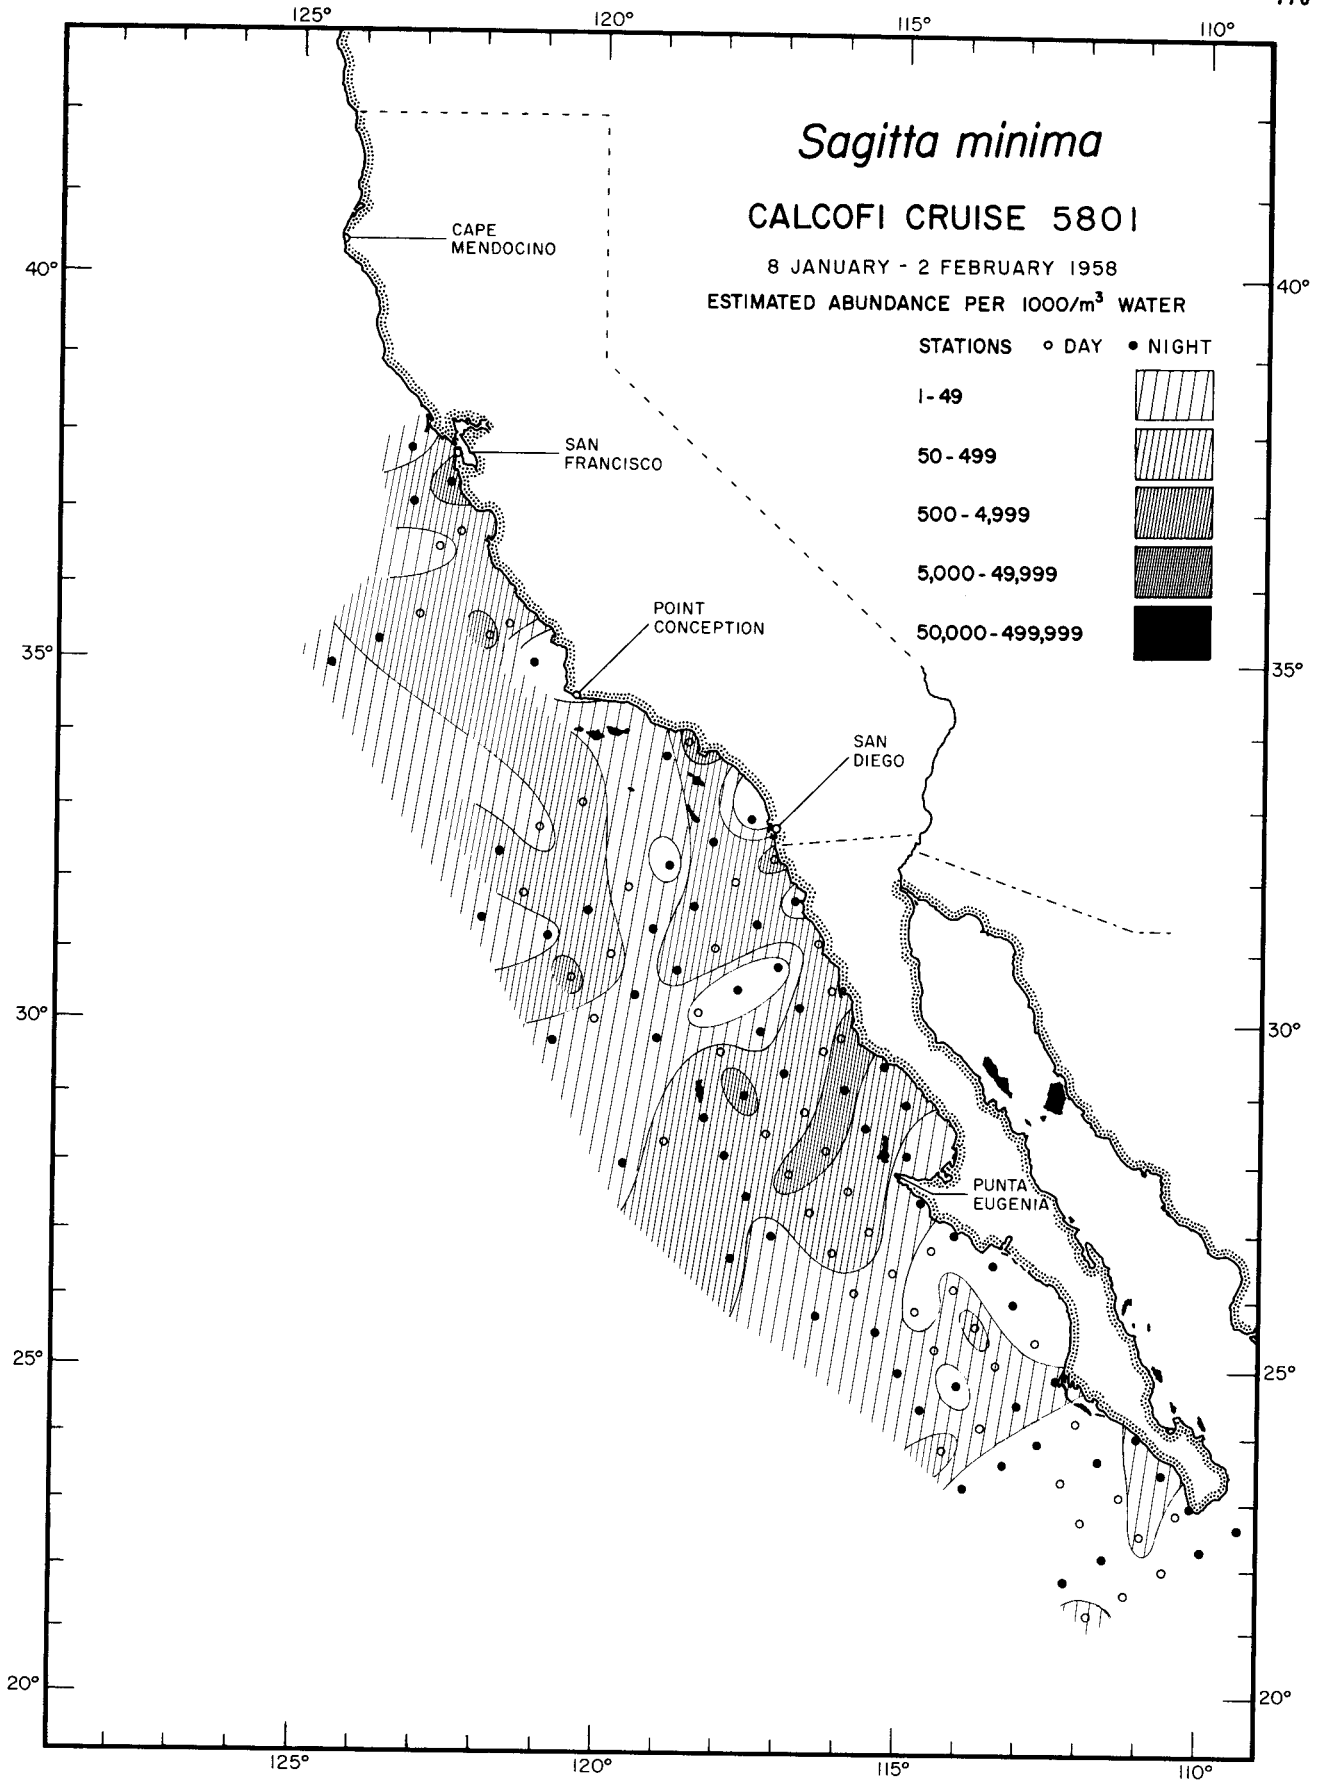 125°
120°
115°
110°
Sagitta minima
CALCOFI CRUISE 5801
8 JANUARY - 2 FEBRUARY 1958
ESTIMATED ABUNDANCE PER 1000/m³ WATER
STATIONS ○ DAY ● NIGHT
1-49
50-499
500-4,999
5,000-49,999
50,000-499,999
CAPE
MENDOCINO
40°
40°
SAN
FRANCISCO
POINT
CONCEPTION
35°
35°
SAN
DIEGO
30°
30°
PUNTA
EUGENIA
25°
25°
20°
20°
125°
120°
115°
110°